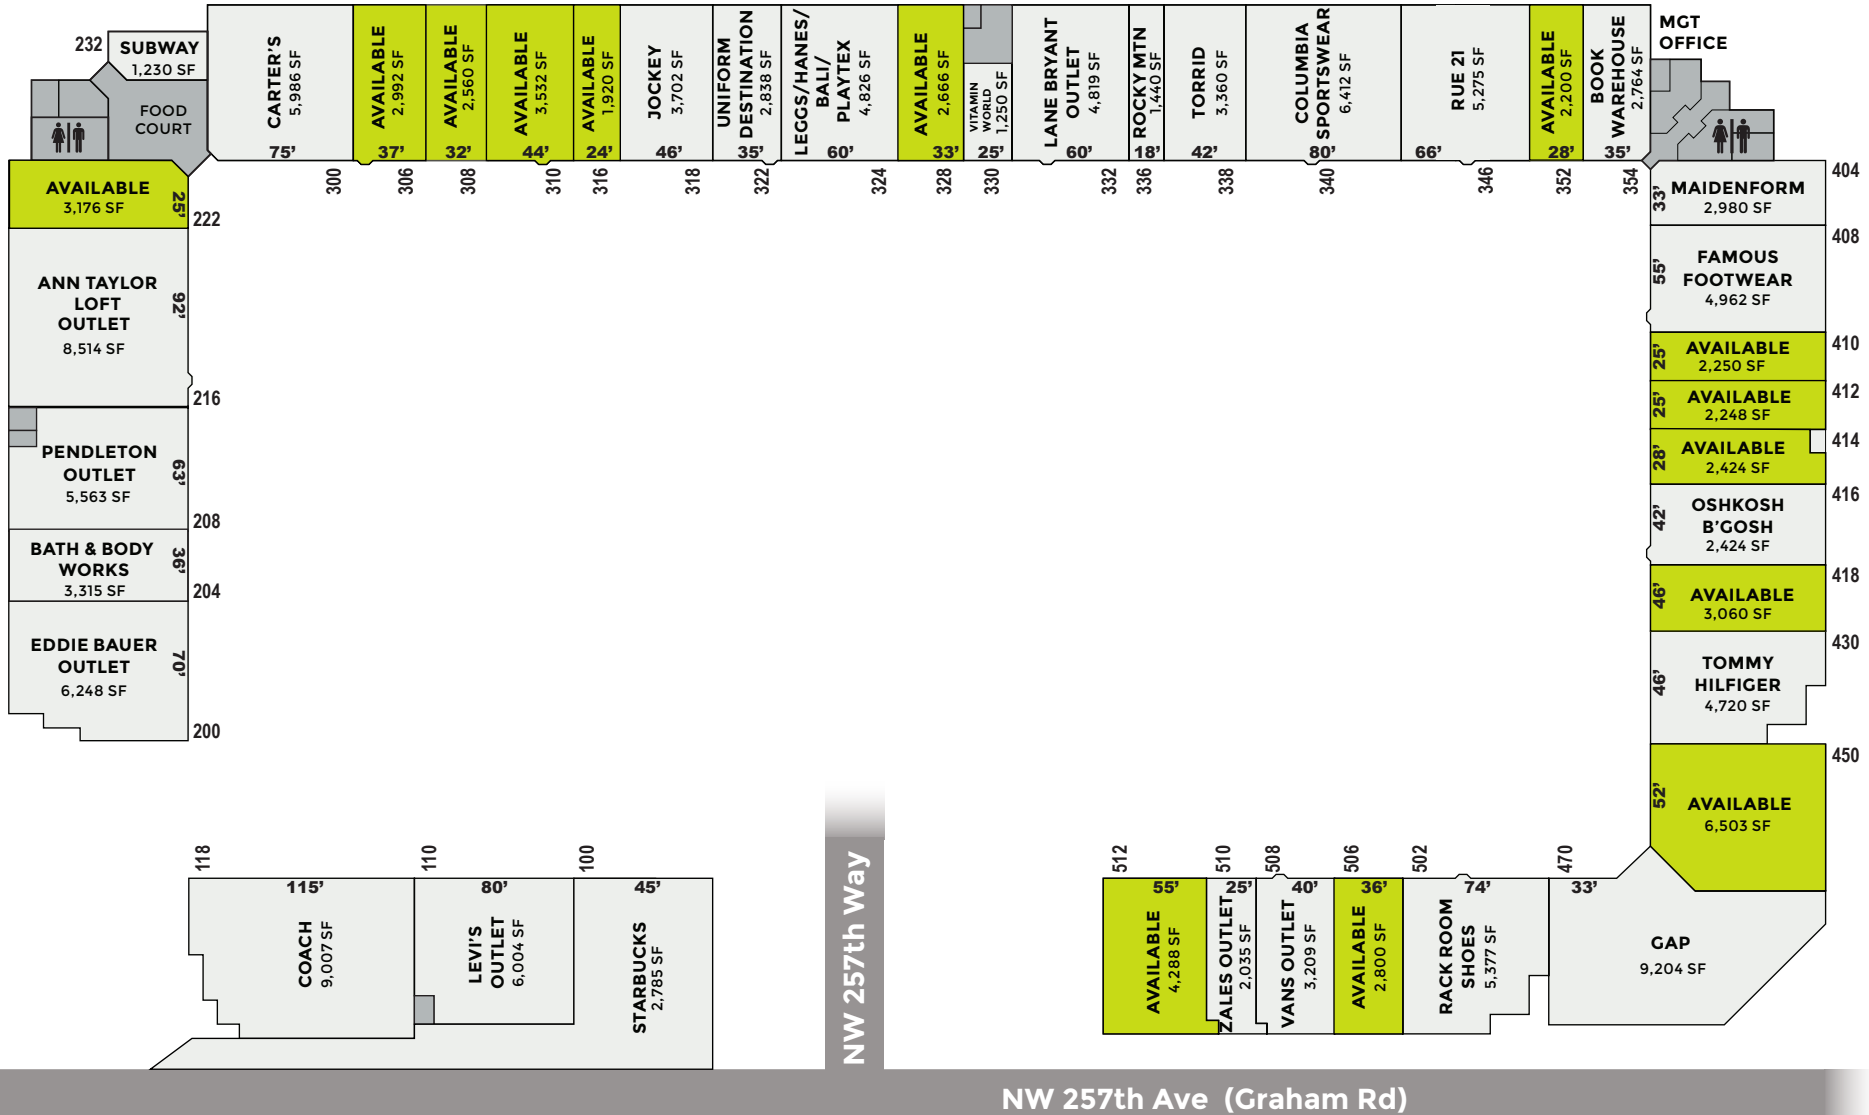 232
SUBWAY
1,230 SF
FOOD
COURT
CARTER'S
5,986 SF
75'
300
AVAILABLE
2,992 SF
37'
306
AVAILABLE
2,560 SF
32'
308
AVAILABLE
3,532 SF
44'
310
AVAILABLE
1,920 SF
24'
316
JOCKEY
3,702 SF
46'
318
UNIFORM
DESTINATION
2,838 SF
35'
322
LEGGS/HANES/
BALI/
PLAYTEX
4,826 SF
60'
324
AVAILABLE
2,666 SF
33'
328
VITAMIN
WORLD
1,250 SF
25'
330
LANE BRYANT
OUTLET
4,819 SF
60'
332
ROCKY MTN
1,440 SF
18'
336
TORRID
3,360 SF
42'
338
COLUMBIA
SPORTSWEAR
6,412 SF
80'
340
RUE 21
5,275 SF
66'
346
AVAILABLE
2,200 SF
28'
352
BOOK
WAREHOUSE
2,764 SF
35'
354
MGT
OFFICE
AVAILABLE
3,176 SF
25'
222
ANN TAYLOR
LOFT
OUTLET
8,514 SF
92'
216
PENDLETON
OUTLET
5,563 SF
63'
208
BATH & BODY
WORKS
3,315 SF
36'
204
EDDIE BAUER
OUTLET
6,248 SF
70'
200
404
MAIDENFORM
2,980 SF
33'
408
FAMOUS
FOOTWEAR
4,962 SF
55'
410
AVAILABLE
2,250 SF
25'
412
AVAILABLE
2,248 SF
25'
414
AVAILABLE
2,424 SF
28'
416
OSHKOSH
B'GOSH
2,424 SF
42'
418
AVAILABLE
3,060 SF
46'
430
TOMMY
HILFIGER
4,720 SF
46'
450
AVAILABLE
6,503 SF
52'
118
115'
COACH
9,007 SF
110
80'
LEVI'S
OUTLET
6,004 SF
100
45'
STARBUCKS
2,785 SF
NW 257th Way
512
55'
AVAILABLE
4,288 SF
510
25'
ZALES OUTLET
2,035 SF
508
40'
VANS OUTLET
3,209 SF
506
36'
AVAILABLE
2,800 SF
502
74'
RACK ROOM
SHOES
5,377 SF
470
33'
GAP
9,204 SF
NW 257th Ave (Graham Rd)